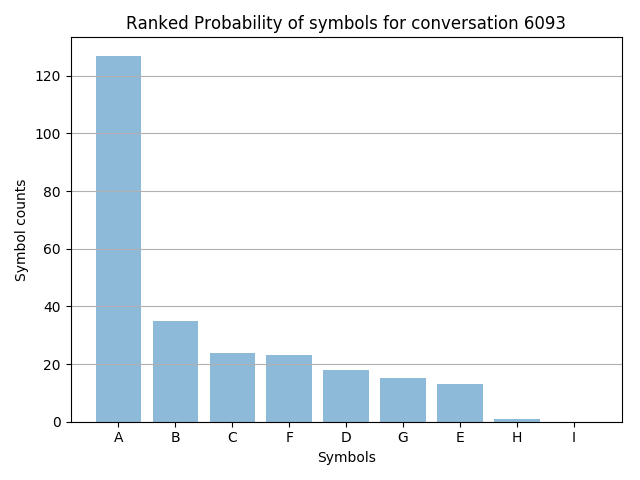 Ranked Probability of symbols for conversation 6093
Symbol counts
120
100
80
60
40
20
0
A B C F D G E H I
Symbols